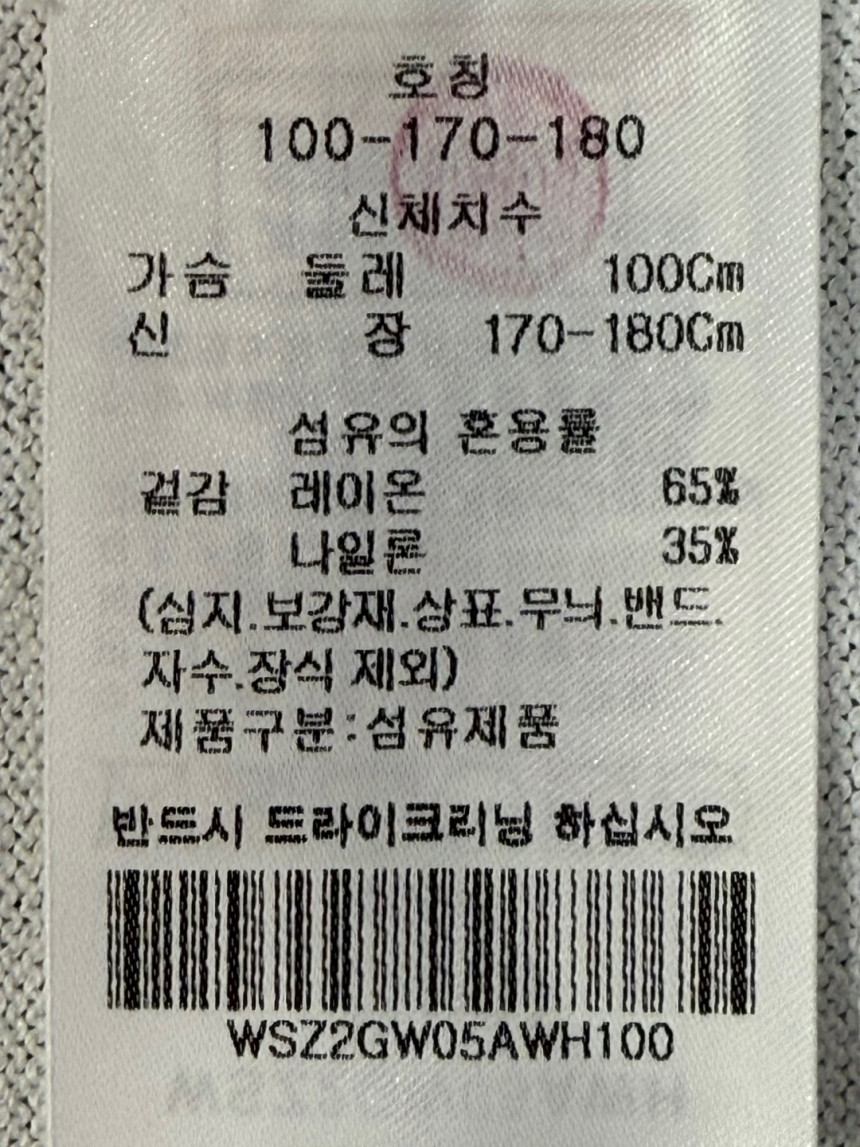 호칭
100-170-180
신체치수
가슴 둘레 100Cm
신 장 170-180Cm
섬유의 혼용률
겉감 레이온 65%
나일론 35%
(심지.보강재.상표.무늬.밴드.
자수.장식 제외)
제품구분:섬유제품
반드시 드라이크리닝 하십시오
WSZ2GW05AWH100